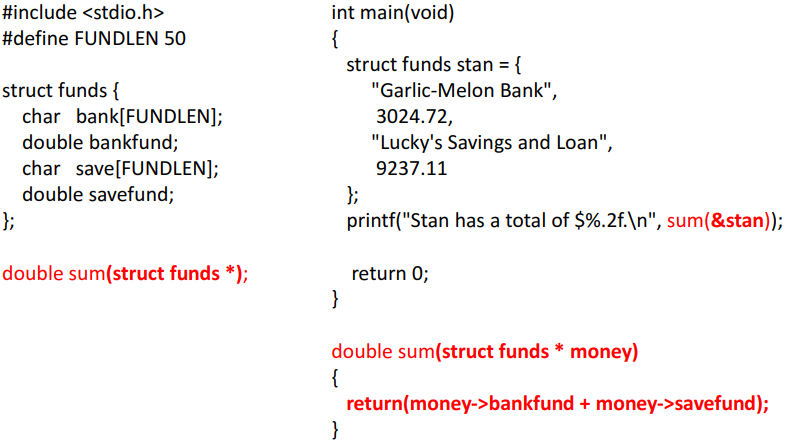 #include <stdio.h>
#define FUNDLEN 50
struct funds {
char bank[FUNDLEN];
double bankfund;
char save[FUNDLEN];
double savefund;
};
double sum(struct funds *);
int main(void)
{
struct funds stan = {
"Garlic-Melon Bank",
3024.72,
"Lucky's Savings and Loan",
9237.11
};
printf("Stan has a total of $%.2f.\n", sum(&stan));
return 0;
}
double sum(struct funds * money)
{
return(money->bankfund + money->savefund);
}